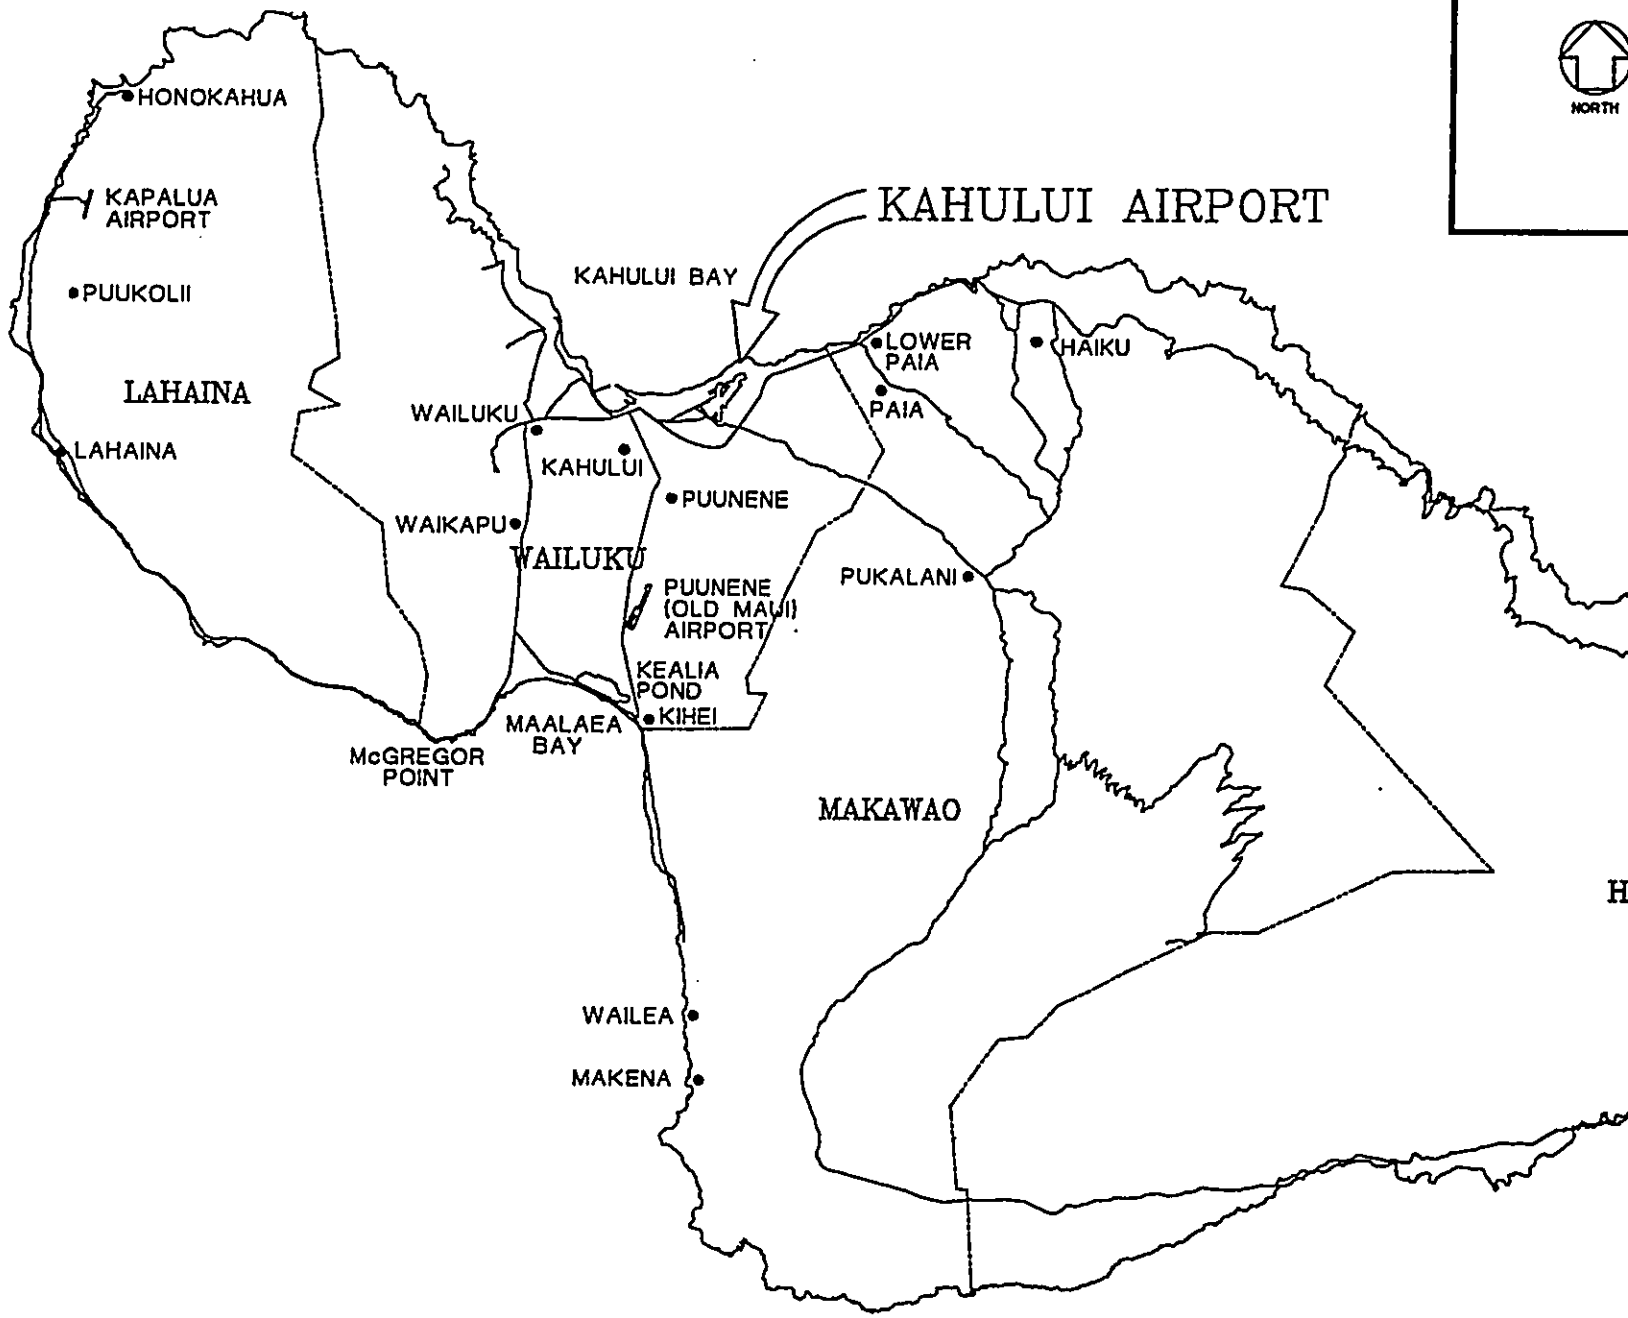 NORTH
HONOKAHUA
KAPALUA
AIRPORT
KAHULUI AIRPORT
KAHULUI BAY
PUUKOLII
LOWER
PAIA
HAIKU
LAHAINA
PAIA
WAILUKU
LAHAINA
KAHULUI
PUUNENE
WAIKAPU
WAILUKU
PUKALANI
PUUNENE
(OLD MAUI)
AIRPORT
KEALIA
POND
KIHEI
MAALAEA
BAY
McGREGOR
POINT
MAKAWAO
H
WAILEA
MAKENA